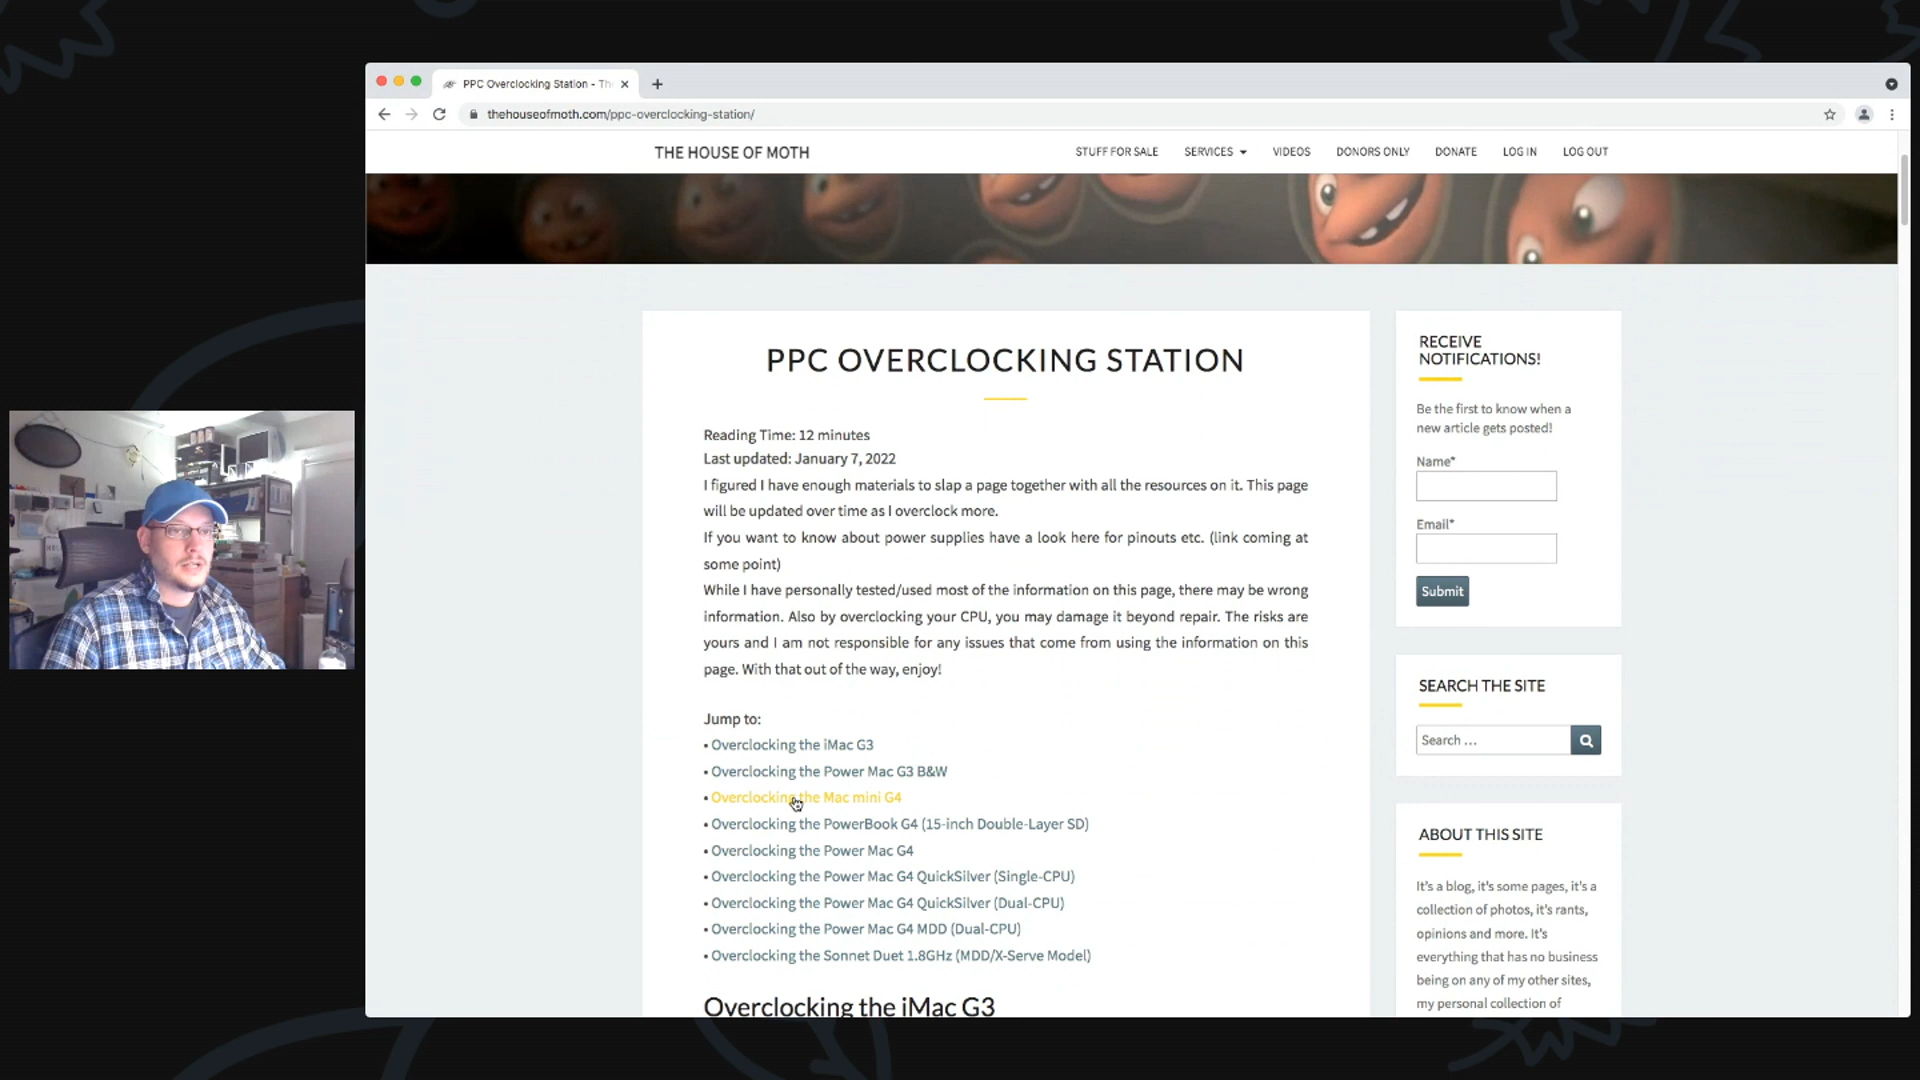 PPC Overclocking Station - Th
thehouseofmoth.com/ppc-overclocking-station/
THE HOUSE OF MOTH
STUFF FOR SALE SERVICES VIDEOS DONORS ONLY DONATE LOG IN LOG OUT
PPC OVERCLOCKING STATION
Reading Time: 12 minutes
Last updated: January 7, 2022
I figured I have enough materials to slap a page together with all the resources on it. This page
will be updated over time as I overclock more.
If you want to know about power supplies have a look here for pinouts etc. (link coming at
some point)
While I have personally tested/used most of the information on this page, there may be wrong
information. Also by overclocking your CPU, you may damage it beyond repair. The risks are
yours and I am not responsible for any issues that come from using the information on this
page. With that out of the way, enjoy!
Jump to:
• Overclocking the iMac G3
• Overclocking the Power Mac G3 B&W
• Overclocking the Mac mini G4
• Overclocking the PowerBook G4 (15-inch Double-Layer SD)
• Overclocking the Power Mac G4
• Overclocking the Power Mac G4 QuickSilver (Single-CPU)
• Overclocking the Power Mac G4 QuickSilver (Dual-CPU)
• Overclocking the Power Mac G4 MDD (Dual-CPU)
• Overclocking the Sonnet Duet 1.8GHz (MDD/X-Serve Model)
Overclocking the iMac G3
RECEIVE
NOTIFICATIONS!
Be the first to know when a
new article gets posted!
Name*
Email*
Submit
SEARCH THE SITE
Search ...
ABOUT THIS SITE
It's a blog, it's some pages, it's a
collection of photos, it's rants,
opinions and more. It's
everything that has no business
being on any of my other sites,
my personal collection of